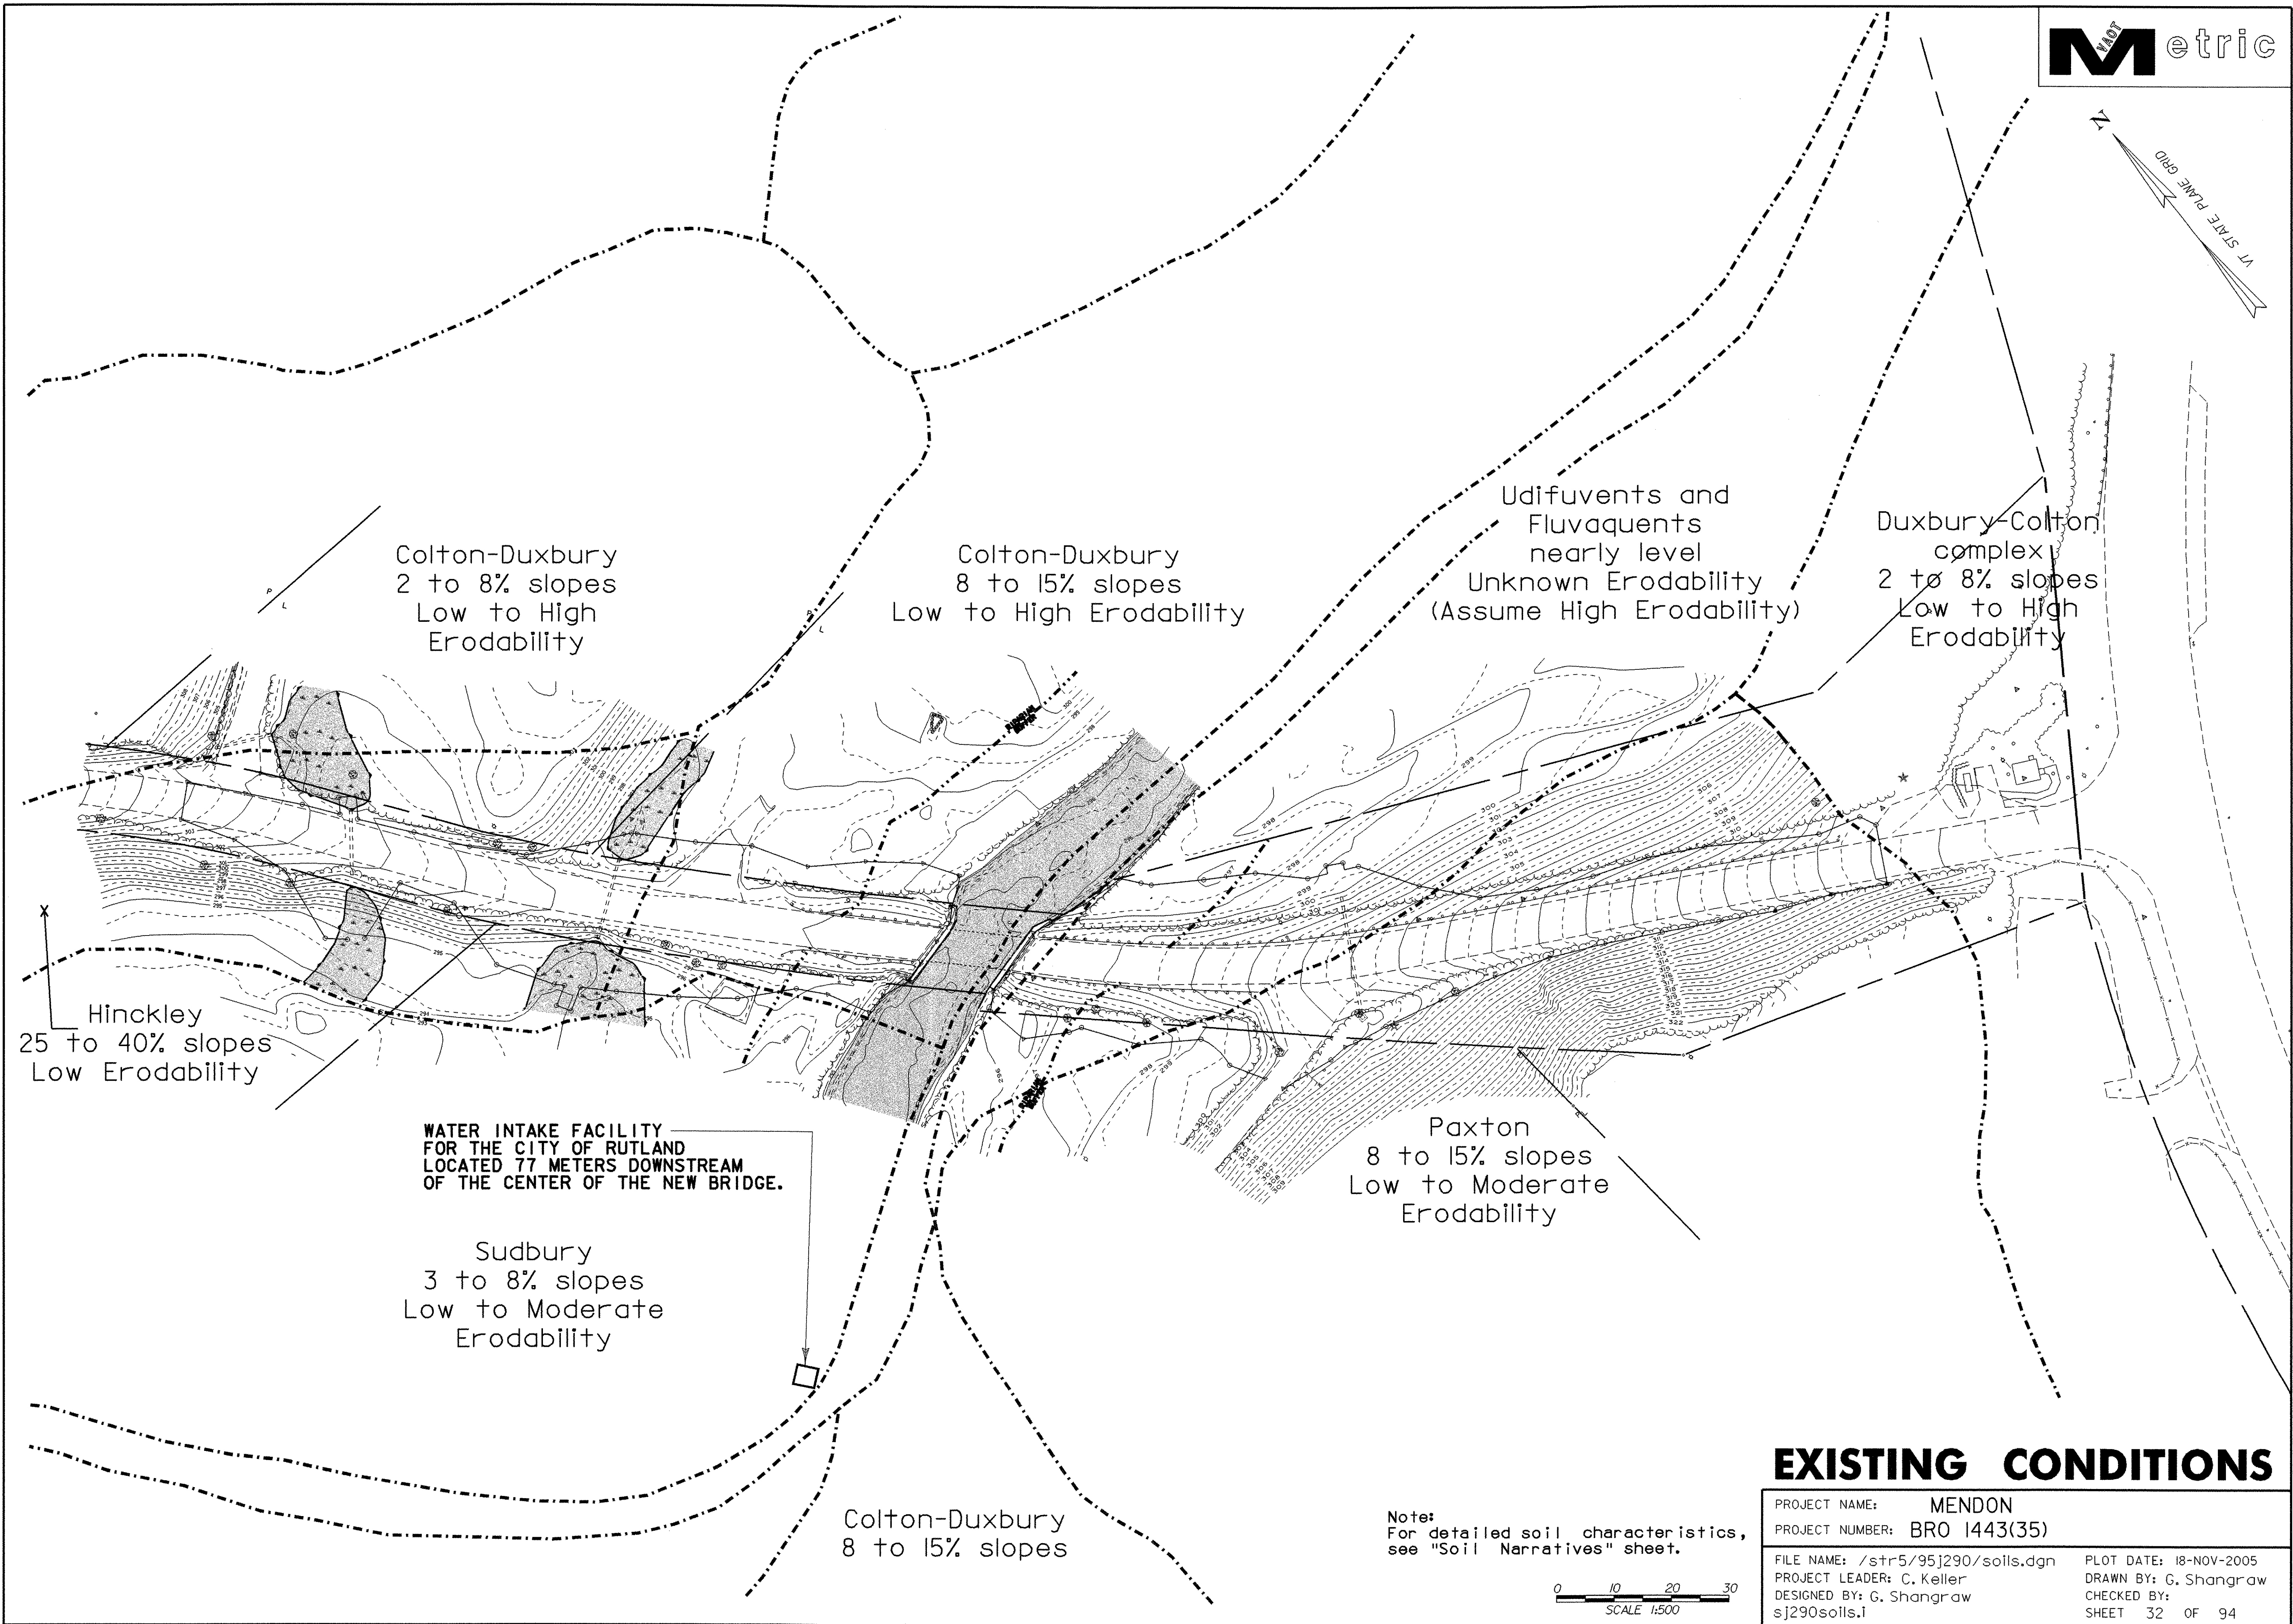 VAOT
Metric
N
VT STATE PLANE GRID
Colton-Duxbury
2 to 8% slopes
Low to High
Erodability
Colton-Duxbury
8 to 15% slopes
Low to High Erodability
Udifuvents and
Fluvaquents
nearly level
Unknown Erodability
(Assume High Erodability)
Duxbury-Colton
complex
2 to 8% slopes
Low to High
Erodability
Hinckley
25 to 40% slopes
Low Erodability
WATER INTAKE FACILITY
FOR THE CITY OF RUTLAND
LOCATED 77 METERS DOWNSTREAM
OF THE CENTER OF THE NEW BRIDGE.
Sudbury
3 to 8% slopes
Low to Moderate
Erodability
Paxton
8 to 15% slopes
Low to Moderate
Erodability
Colton-Duxbury
8 to 15% slopes
Note:
For detailed soil characteristics,
see "Soil Narratives" sheet.
0 10 20 30
SCALE 1:500
EXISTING CONDITIONS
PROJECT NAME: MENDON
PROJECT NUMBER: BRO 1443(35)
FILE NAME: /str5/95j290/soils.dgn
PLOT DATE: 18-NOV-2005
PROJECT LEADER: C. Keller
DRAWN BY: G. Shangraw
DESIGNED BY: G. Shangraw
CHECKED BY:
sj290soils.i
SHEET 32 OF 94